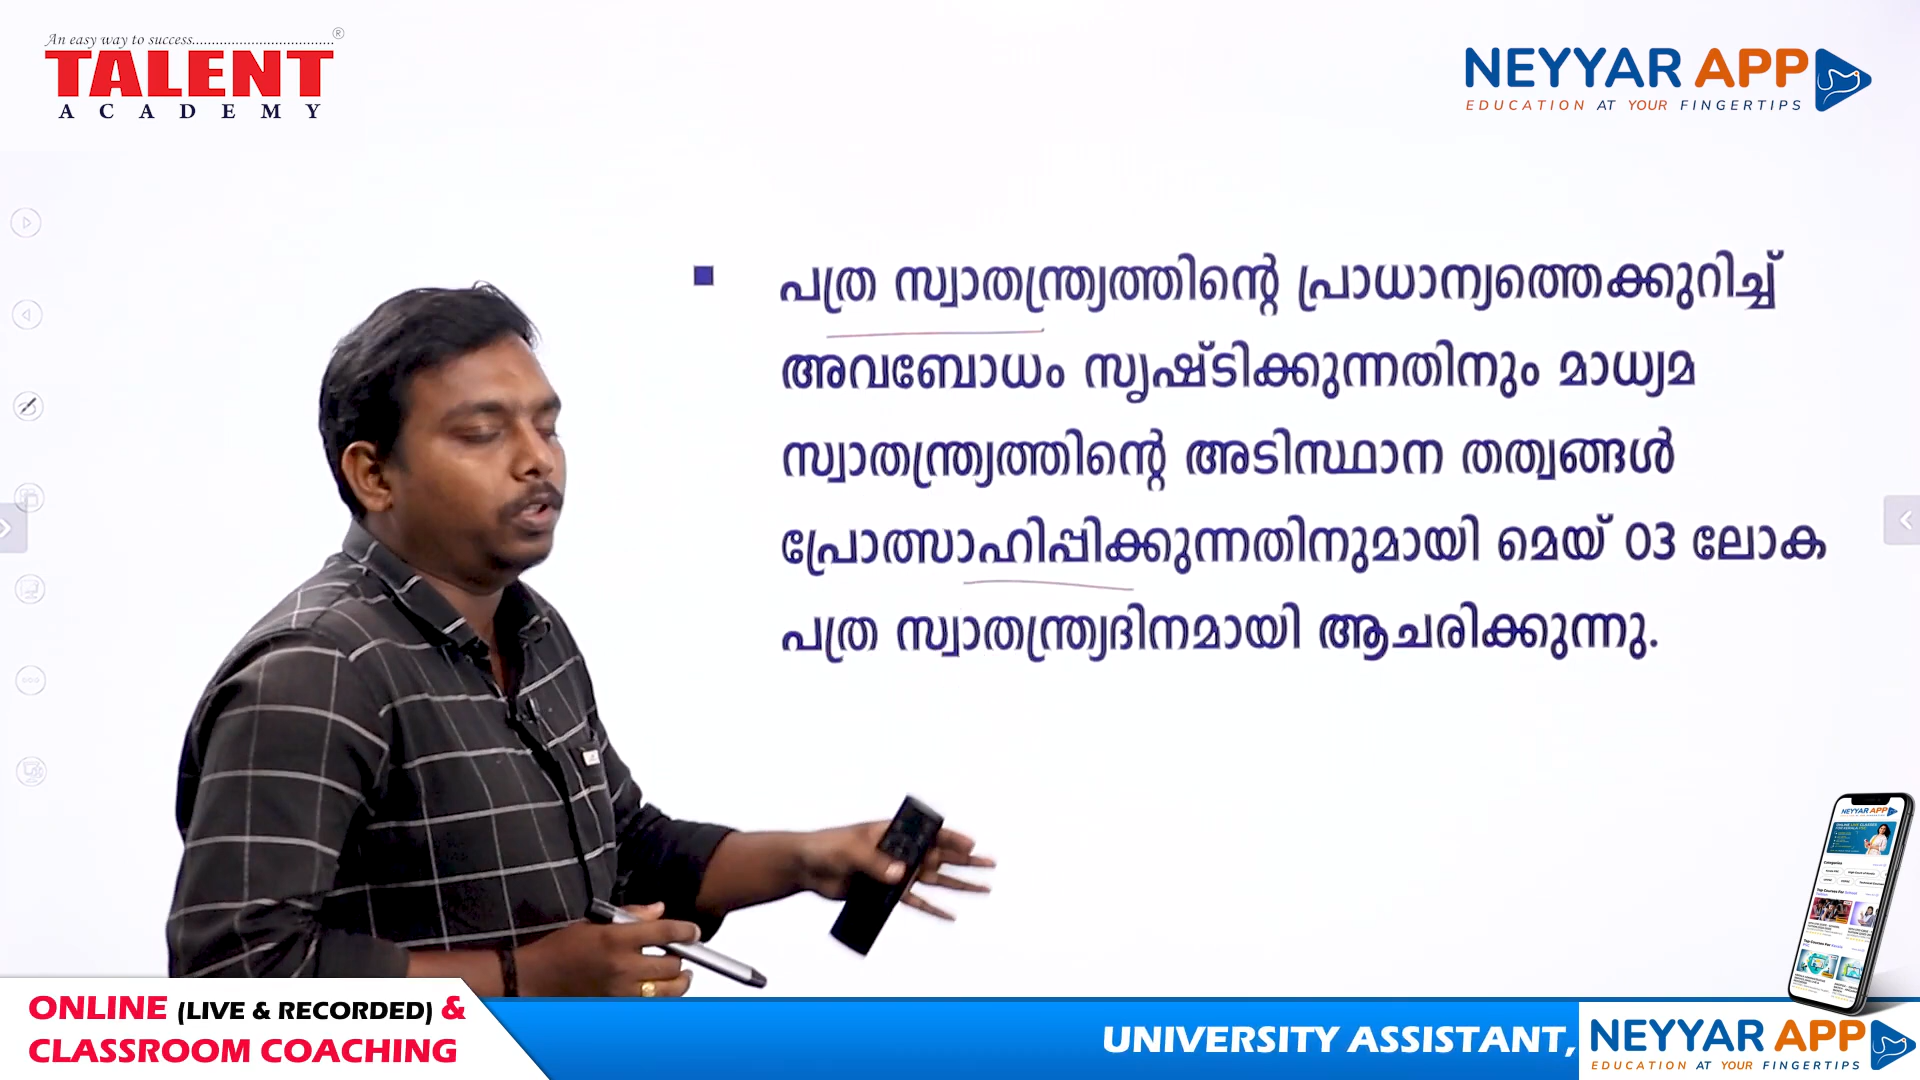 An easy way to success....................................®
TALENT
ACADEMY
NEYYAR APP
EDUCATION AT YOUR FINGERTIPS
പത്ര സ്വാതന്ത്ര്യത്തിന്റെ പ്രാധാന്യത്തെക്കുറിച്ച്
അവബോധം സൃഷ്ടിക്കുന്നതിനും മാധ്യമ
സ്വാതന്ത്ര്യത്തിന്റെ അടിസ്ഥാന തത്വങ്ങൾ
പ്രോത്സാഹിപ്പിക്കുന്നതിനുമായി മെയ് 03 ലോക
പത്ര സ്വാതന്ത്ര്യദിനമായി ആചരിക്കുന്നു.
NEYYAR APP
ONLINE (LIVE & RECORDED) &
CLASSROOM COACHING
UNIVERSITY ASSISTANT,
NEYYAR APP
EDUCATION AT YOUR FINGERTIPS